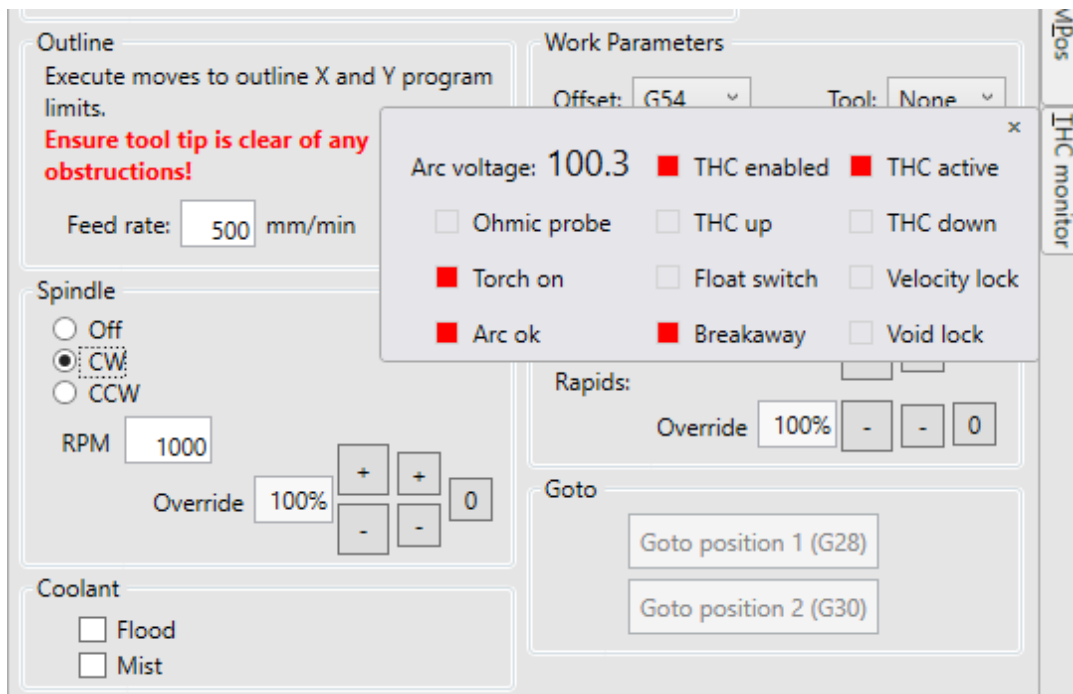 Outline
Execute moves to outline X and Y program
limits.
Ensure tool tip is clear of any
obstructions!
Feed rate: 500 mm/min
Work Parameters
Offset: G54 Tool: None
×
Arc voltage: 100.3 THC enabled THC active
Ohmic probe THC up THC down
Torch on Float switch Velocity lock
Arc ok Breakaway Void lock
Spindle
Off
CW
CCW
RPM 1000
Override 100% + + 0
- -
Rapids:
Override 100% - - 0
Goto
Goto position 1 (G28)
Goto position 2 (G30)
Coolant
Flood
Mist
MPos
THC monitor